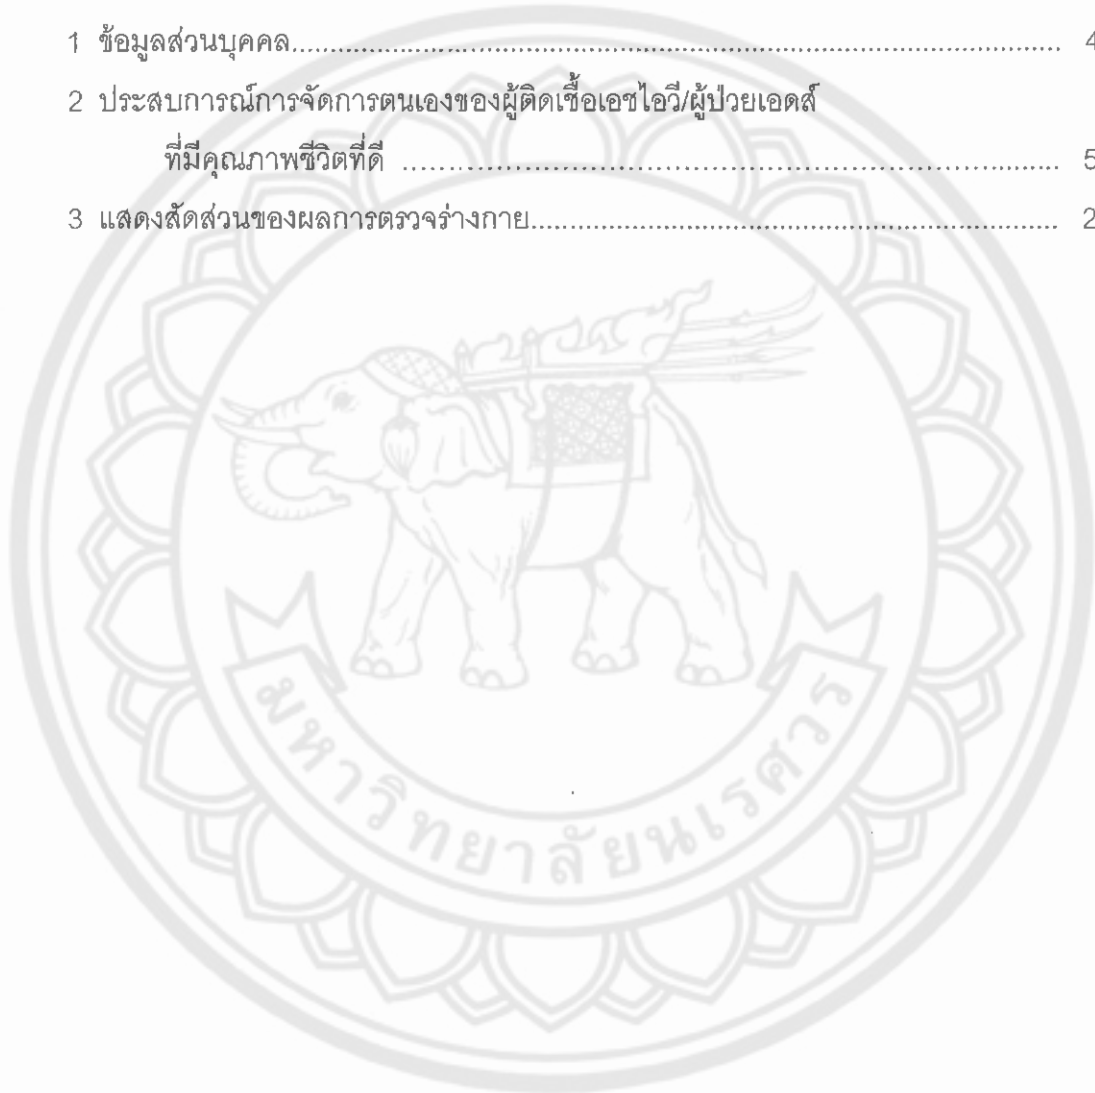 1 ข้อมูลส่วนบุคคล.................................................................................................. 4
2 ประสบการณ์การจัดการตนเองของผู้ติดเชื้อเอชไอวี/ผู้ป่วยเอดส์
ที่มีคุณภาพชีวิตที่ดี .................................................................................... 5
3 แสดงสัดส่วนของผลการตรวจร่างกาย................................................................... 2
มหาวิทยาลัยนเรศวร